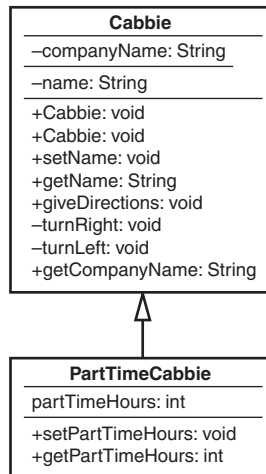 Cabbie
–companyName: String
–name: String
+Cabbie: void
+Cabbie: void
+setName: void
+getName: String
+giveDirections: void
–turnRight: void
–turnLeft: void
+getCompanyName: String
PartTimeCabbie
partTimeHours: int
+setPartTimeHours: void
+getPartTimeHours: int